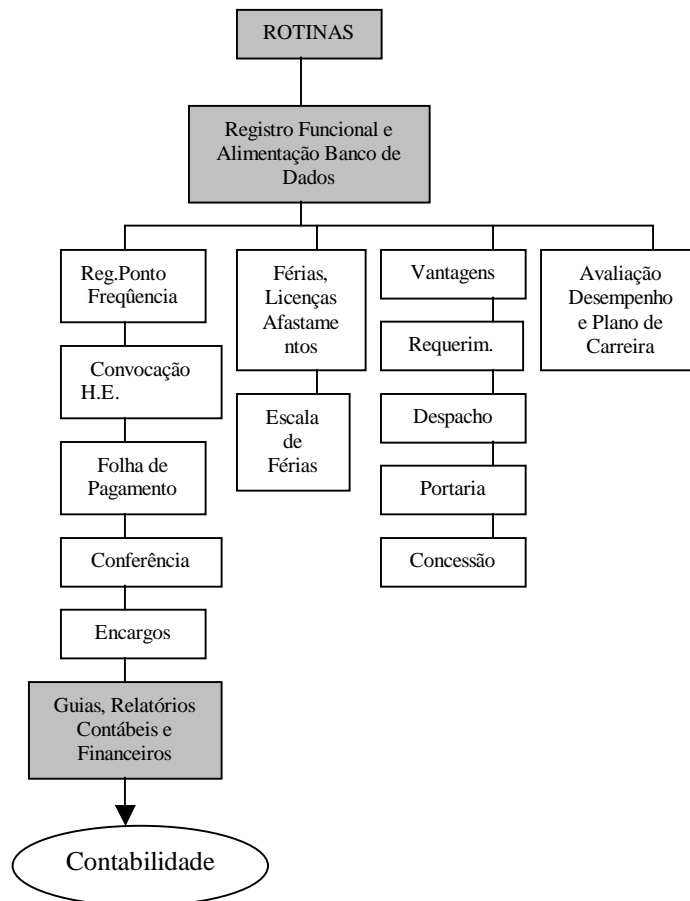 ROTINAS
Registro Funcional e
Alimentação Banco de
Dados
Reg.Ponto
Freqûencia
Convocação
H.E.
Folha de
Pagamento
Conferência
Encargos
Guias, Relatórios
Contábeis e
Financeiros
Contabilidade
Férias,
Licenças
Afastame
ntos
Escala
de
Férias
Vantagens
Requerim.
Despacho
Portaria
Concessão
Avaliação
Desempenho
e Plano de
Carreira